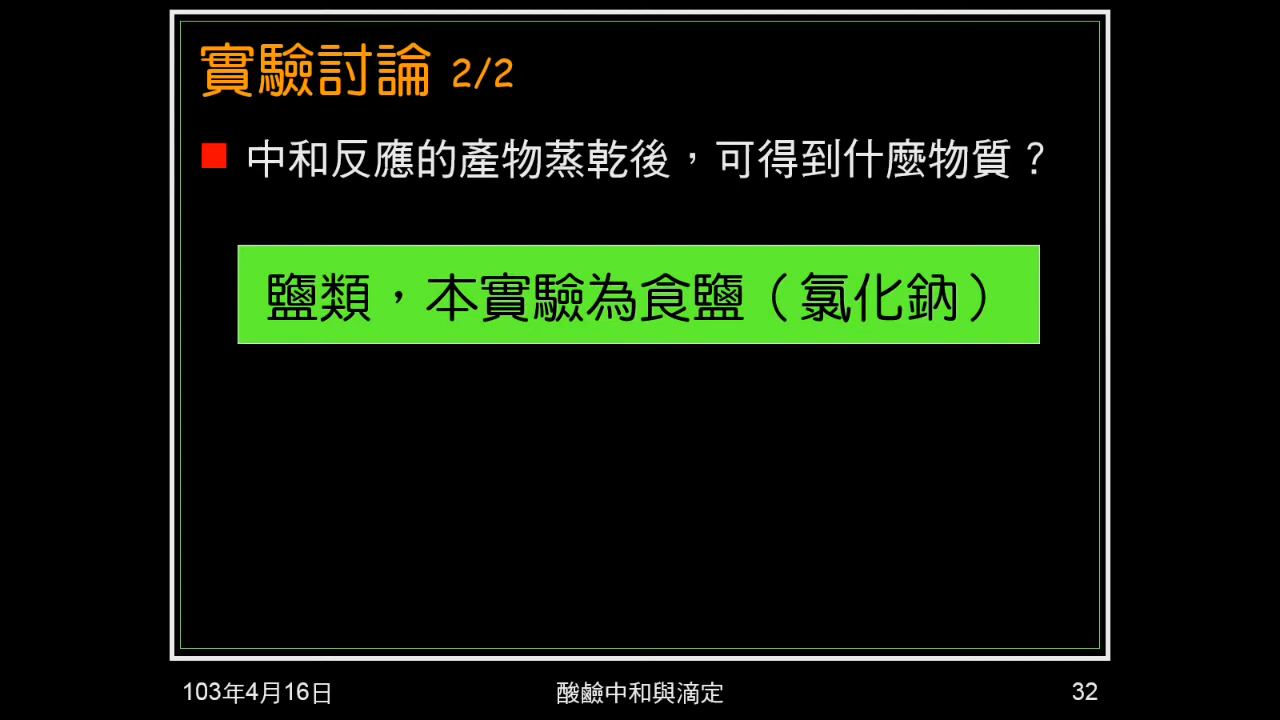 實驗討論 2/2
中和反應的產物蒸乾後，可得到什麼物質？
鹽類，本實驗為食鹽（氯化鈉）
103年4月16日
酸鹼中和與滴定
32